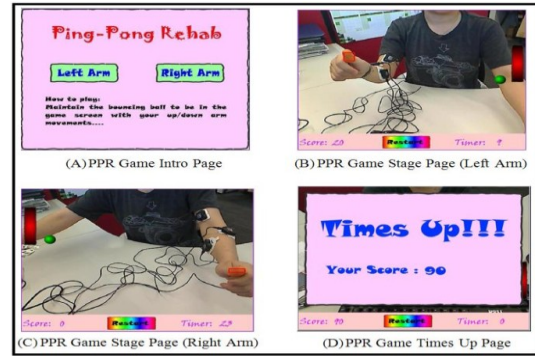 Ping-Pong Rehab
Left Arm
Right Arm
How to play:
Maintain the bouncing ball to be in the
game screen with your up/down arm
movements....
(A) PPR Game Intro Page
Score: 20
Restart
Timer: 9
(B) PPR Game Stage Page (Left Arm)
Score: 0
Restart
Timer: 23
(C) PPR Game Stage Page (Right Arm)
Times Up!!!
Your Score : 90
Score: 90
Restart
Timer: 0
(D) PPR Game Times Up Page